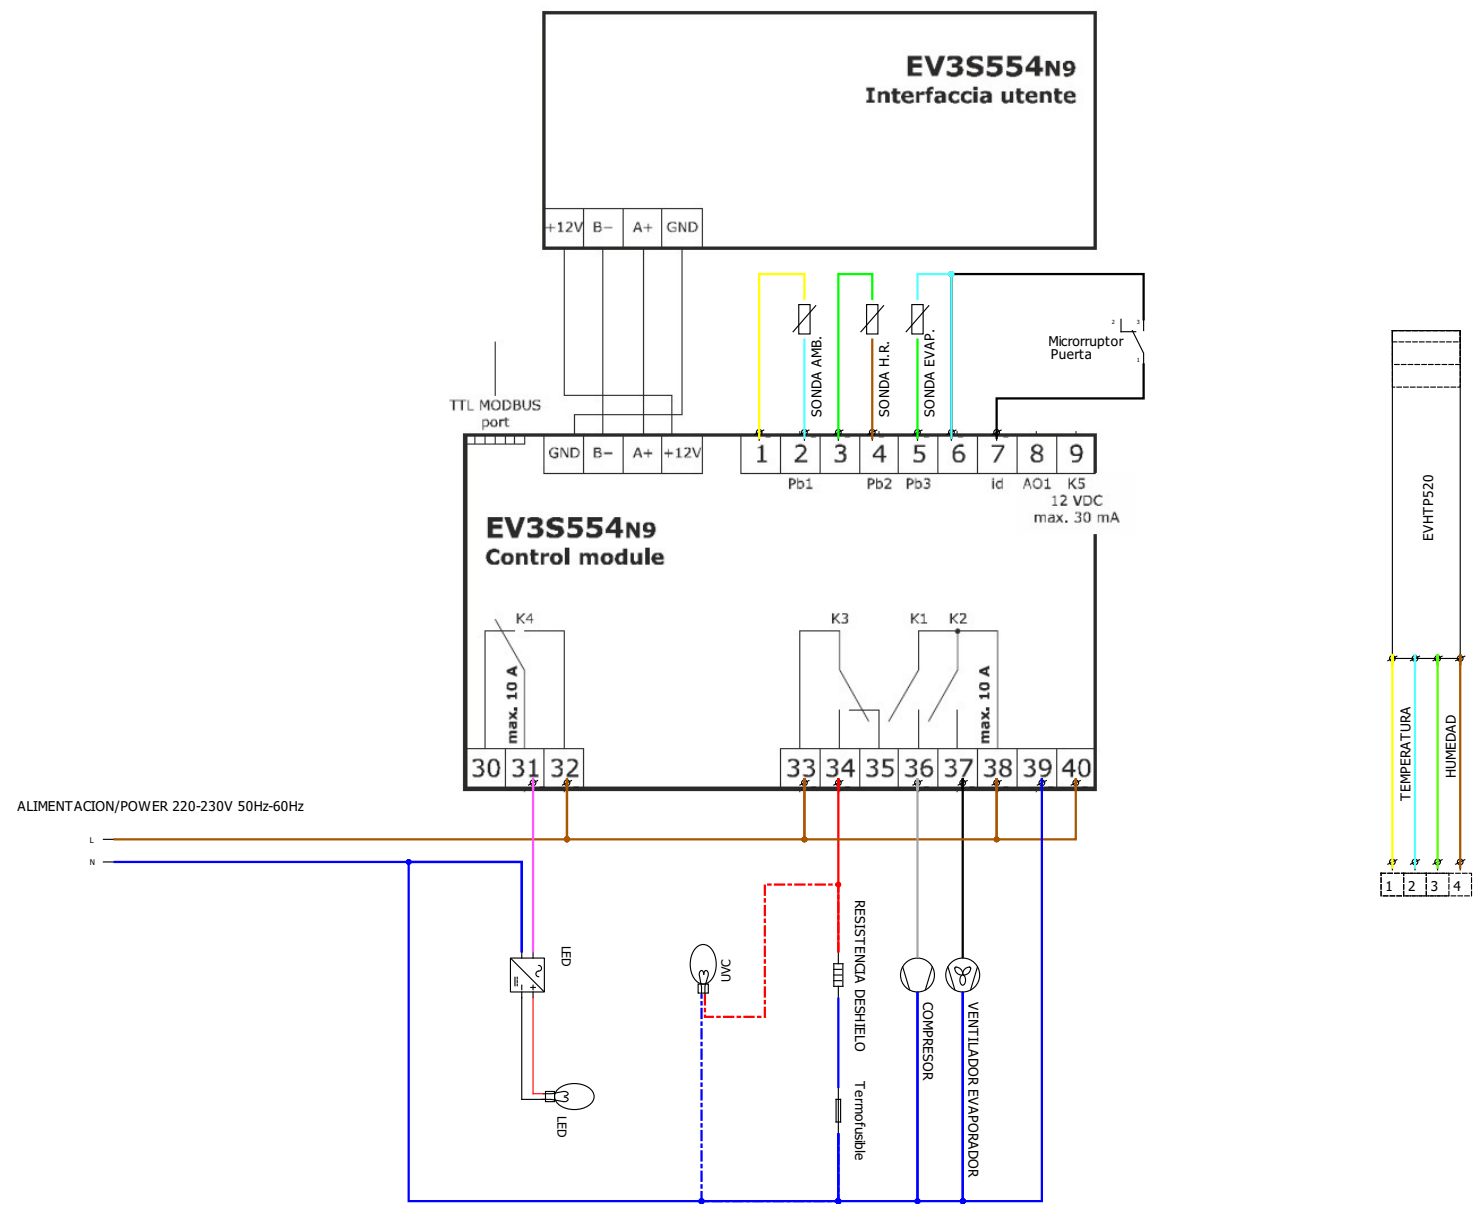 EV3S554N9
Interfaccia utente
+12V B− A+ GND
SONDA AMB.
SONDA H.R.
SONDA EVAP.
2 3
Microrruptor
Puerta
1
TTL MODBUS
port
GND B− A+ +12V
1 2 3 4 5 6 7 8 9
Pb1 Pb2 Pb3 id AO1 K5
12 VDC
max. 30 mA
EV3S554N9
Control module
K4 K3 K1 K2
max. 10 A
max. 10 A
30 31 32 33 34 35 36 37 38 39 40
ALIMENTACION/POWER 220-230V 50Hz-60Hz
L
N
LED
LED
UVC
RESISTENCIA DESHIELO
Termofusible
COMPRESOR
VENTILADOR EVAPORADOR
EVHTP520
TEMPERATURA
HUMEDAD
1 2 3 4